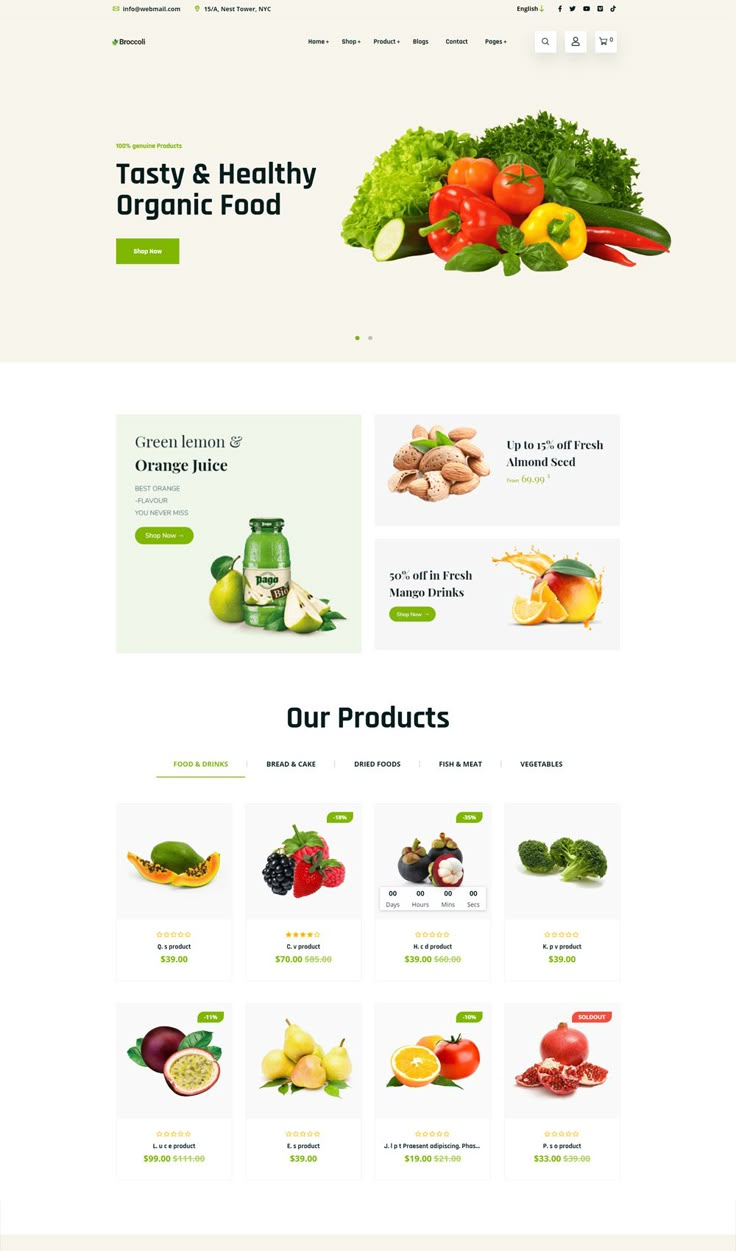 info@webmail.com
15/A, Nest Tower, NYC
English
Broccoli
Home +
Shop +
Product +
Blogs
Contact
Pages +
0
100% genuine Products
Tasty & Healthy
Organic Food
Shop Now
Green lemon &
Orange Juice
BEST ORANGE
-FLAVOUR
YOU NEVER MISS
Shop Now →
pago
Bio
Up to 15% off Fresh
Almond Seed
From 69.99 $
50% off in Fresh
Mango Drinks
Shop Now →
Our Products
FOOD & DRINKS
BREAD & CAKE
DRIED FOODS
FISH & MEAT
VEGETABLES
-18%
-35%
00 00 00 00
Days Hours Mins Secs
Q. s product
$39.00
C. v product
$70.00 $85.00
H. c d product
$39.00 $60.00
K. p v product
$39.00
-11%
-10%
SOLDOUT
L. u c e product
$99.00 $111.00
E. s product
$39.00
J. l p t Praesent adipiscing. Phas...
$19.00 $21.00
P. s o product
$33.00 $39.00